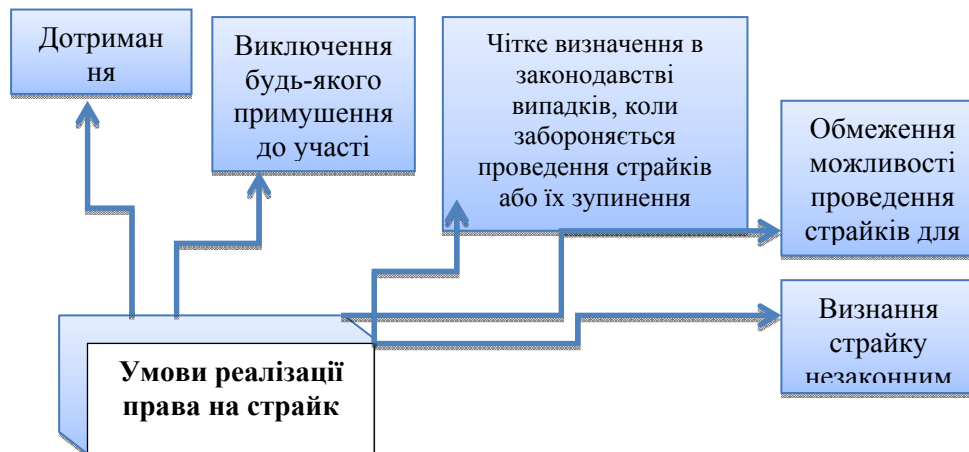 Дотриман
ня
Виключення
будь-якого
примушення
до участі
Чітке визначення в
законодавстві
випадків, коли
забороняється
проведення страйків
або їх зупинення
Обмеження
можливості
проведення
страйків для
Визнання
страйку
незаконним
Умови реалізації
права на страйк